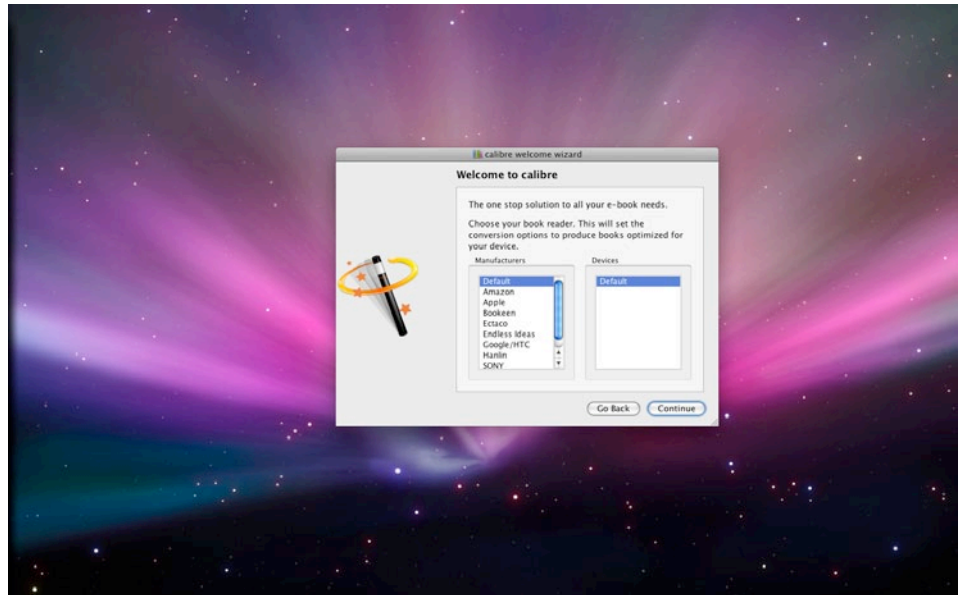 calibre welcome wizard
Welcome to calibre
The one stop solution to all your e-book needs.
Choose your book reader. This will set the
conversion options to produce books optimized for
your device.
Manufacturers
Default
Amazon
Apple
Bookeen
Ectaco
Endless Ideas
Google/HTC
Hanlin
SONY
Devices
Default
Go Back
Continue